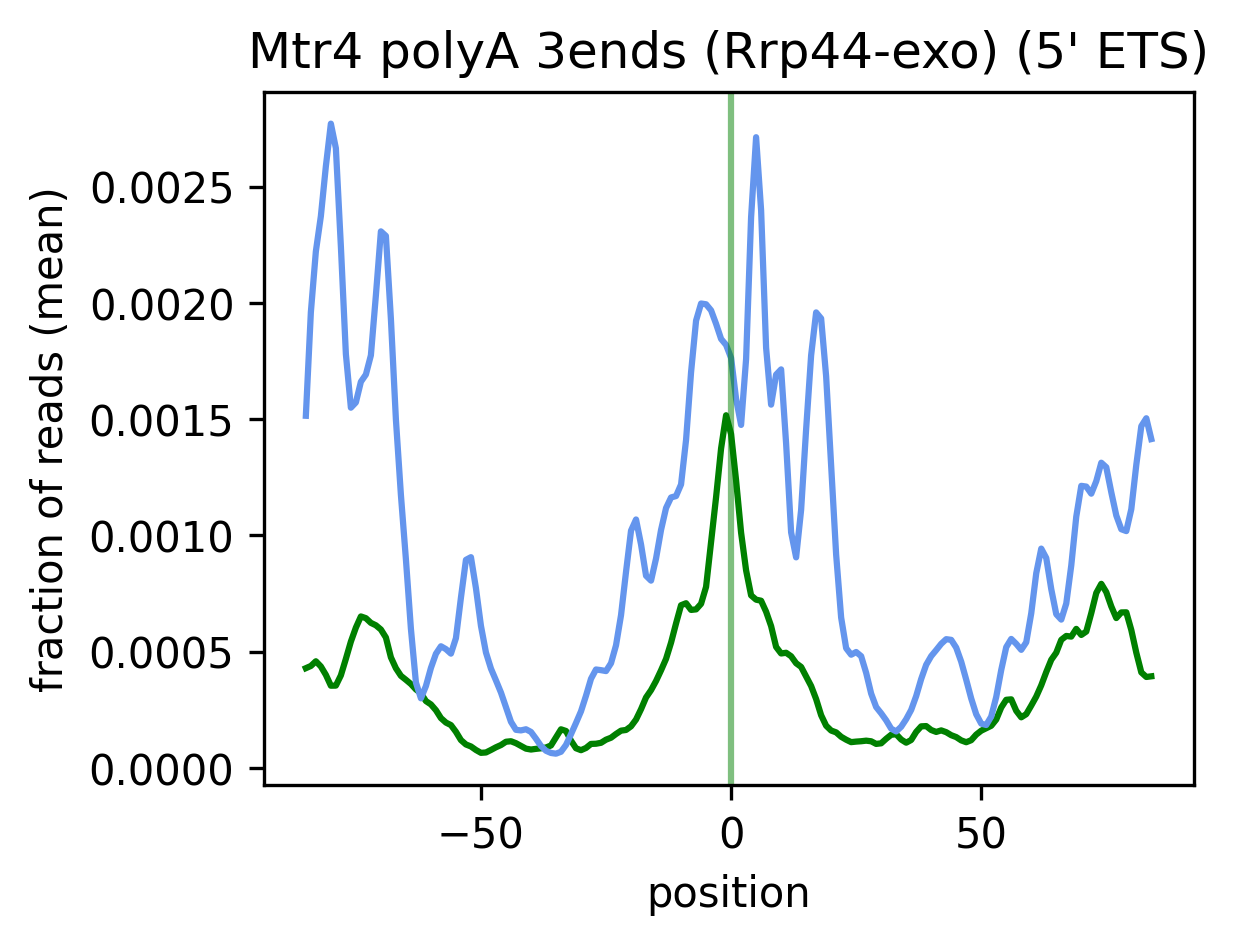 Mtr4 polyA 3ends (Rrp44-exo) (5' ETS)
fraction of reads (mean)
0.0025
0.0020
0.0015
0.0010
0.0005
0.0000
−50 0 50
position